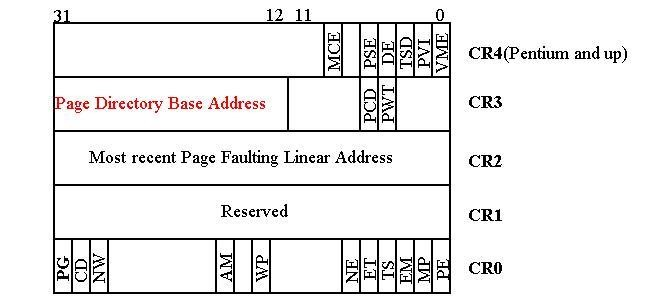 31 12 11 0
MCE PSE DE TSD PVI VME CR4(Pentium and up)
Page Directory Base Address PCD PWT CR3
Most recent Page Faulting Linear Address CR2
Reserved CR1
PG CD NW AM WP NE ET TS EM MP PE CR0